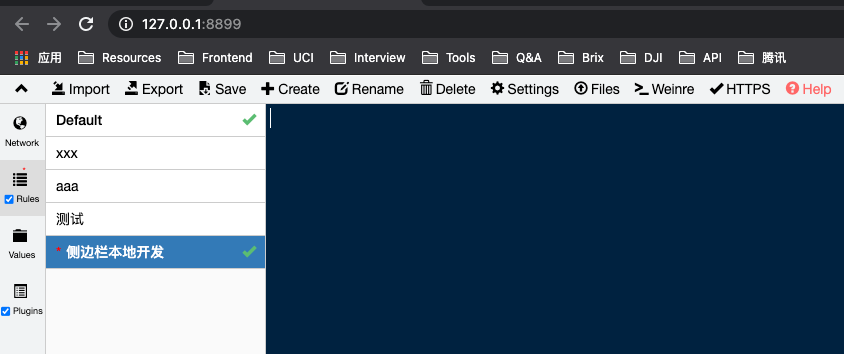 127.0.0.1:8899
应用 Resources Frontend UCI Interview Tools Q&A Brix DJI API 腾讯
Import Export Save Create Rename Delete Settings Files Weinre HTTPS Help
Network
Rules
Values
Plugins
Default
xxx
aaa
测试
* 侧边栏本地开发